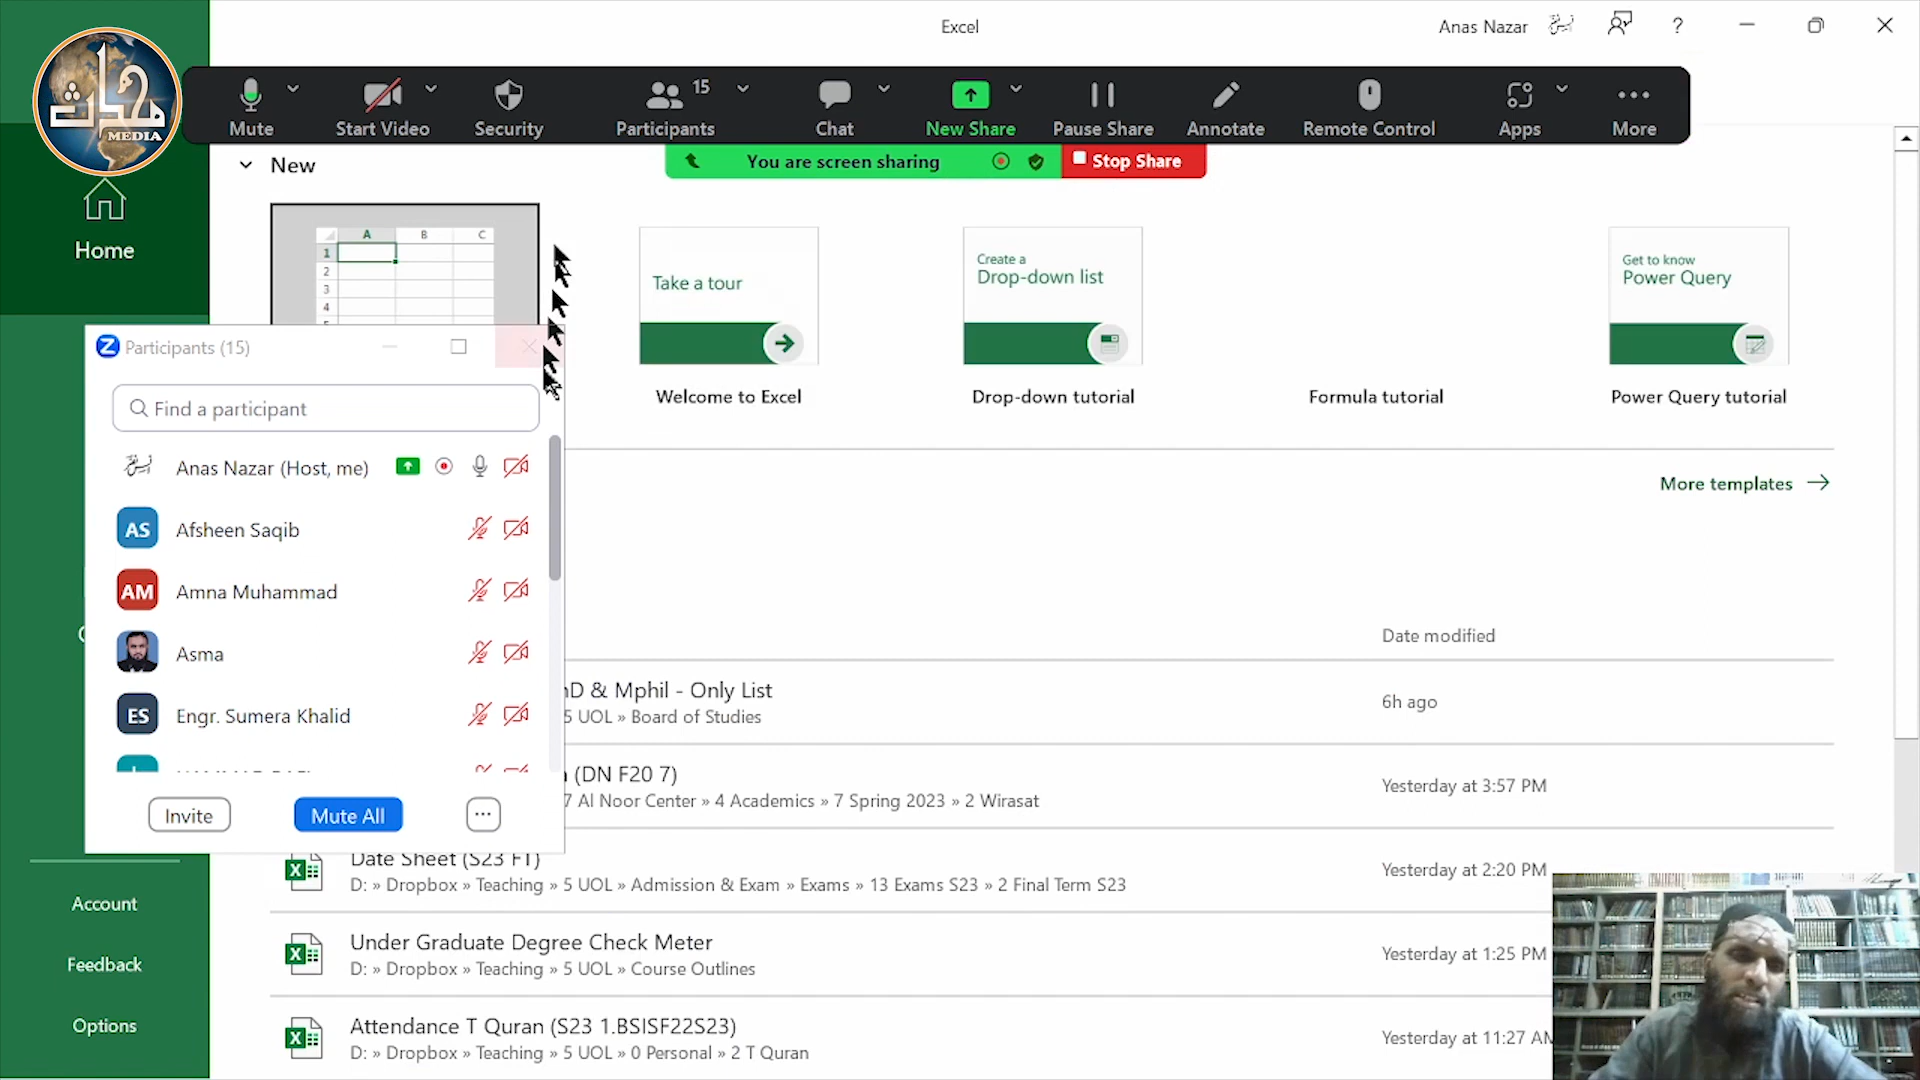 Excel
Anas Nazar
?
ھدایت
MEDIA
Mute
Start Video
Security
Participants
15
Chat
New Share
Pause Share
Annotate
Remote Control
Apps
More
You are screen sharing
Stop Share
Home
New
A B C
1
2
3
4
Take a tour
Create a
Drop-down list
Get to know
Power Query
Welcome to Excel
Drop-down tutorial
Formula tutorial
Power Query tutorial
More templates
Participants (15)
Find a participant
Anas Nazar (Host, me)
AS Afsheen Saqib
AM Amna Muhammad
Asma
ES Engr. Sumera Khalid
Invite
Mute All
Date modified
D & Mphil - Only List
5 UOL » Board of Studies
6h ago
(DN F20 7)
7 Al Noor Center » 4 Academics » 7 Spring 2023 » 2 Wirasat
Yesterday at 3:57 PM
Date Sheet (S23 FT)
D: » Dropbox » Teaching » 5 UOL » Admission & Exam » Exams » 13 Exams S23 » 2 Final Term S23
Yesterday at 2:20 PM
Under Graduate Degree Check Meter
D: » Dropbox » Teaching » 5 UOL » Course Outlines
Yesterday at 1:25 PM
Attendance T Quran (S23 1.BSISF22S23)
D: » Dropbox » Teaching » 5 UOL » 0 Personal » 2 T Quran
Yesterday at 11:27 AM
Account
Feedback
Options